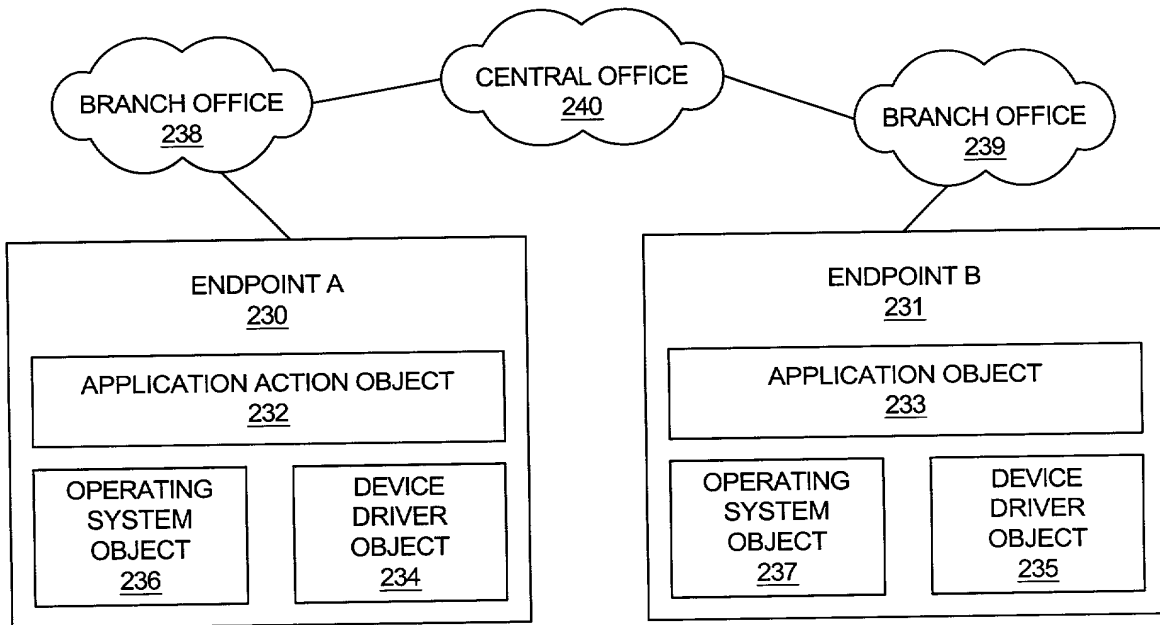 BRANCH OFFICE
238
CENTRAL OFFICE
240
BRANCH OFFICE
239
ENDPOINT A
230
APPLICATION ACTION OBJECT
232
OPERATING
SYSTEM
OBJECT
236
DEVICE
DRIVER
OBJECT
234
ENDPOINT B
231
APPLICATION OBJECT
233
OPERATING
SYSTEM
OBJECT
237
DEVICE
DRIVER
OBJECT
235